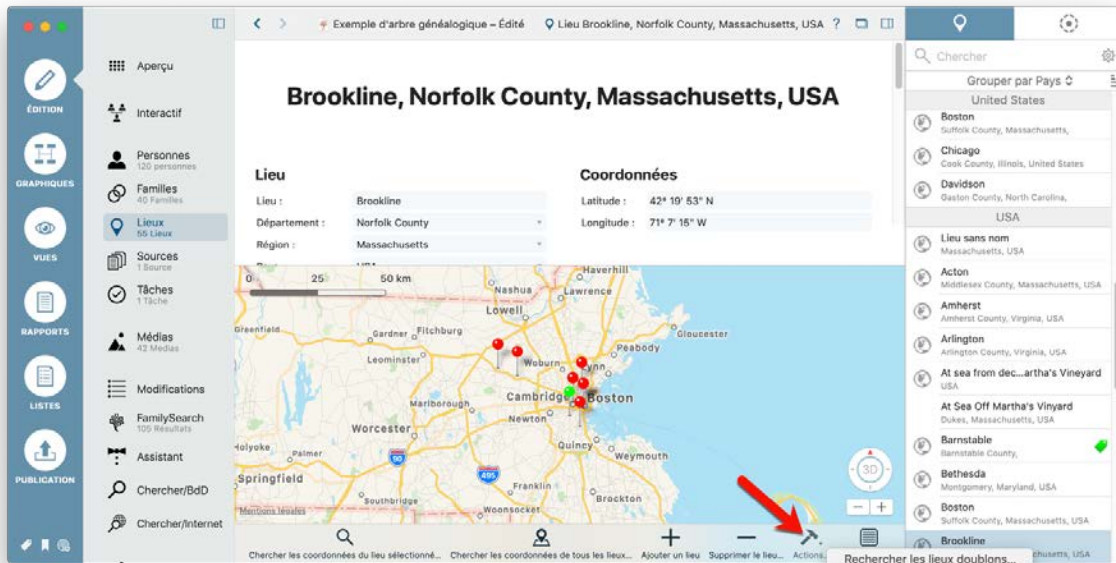 Exemple d'arbre généalogique – Édité
Lieu Brookline, Norfolk County, Massachusetts, USA
?
ÉDITION
GRAPHIQUES
VUES
RAPPORTS
LISTES
PUBLICATION
Aperçu
Interactif
Personnes
120 personnes
Familles
40 Familles
Lieux
55 Lieux
Sources
1 Source
Tâches
1 Tâche
Médias
42 Medias
Modifications
FamilySearch
105 Résultats
Assistant
Chercher/BdD
Chercher/Internet
Brookline, Norfolk County, Massachusetts, USA
Lieu
Lieu : Brookline
Département : Norfolk County
Région : Massachusetts
Coordonnées
Latitude : 42° 19' 53" N
Longitude : 71° 7' 15" W
0 25 50 km
Haverhill
Nashua
Lawrence
Lowell
Greenfield
Gardner
Fitchburg
Gloucester
Leominster
Peabody
Woburn
Lynn
Cambridge
Boston
Marlborough
Newton
Worcester
Holyoke
Palmer
90
Quincy
Weymouth
495
Springfield
Franklin
Brockton
Southbridge
Woonsocket
Mentions légales
3D
− +
Chercher les coordonnées du lieu sélectionné...
Chercher les coordonnées de tous les lieux...
Ajouter un lieu
Supprimer le lieu...
Actions...
Rechercher les lieux doublons...
Chercher
Grouper par Pays
United States
Boston
Suffolk County, Massachusetts,
Chicago
Cook County, Illinois, United States
Davidson
Gaston County, North Carolina,
USA
Lieu sans nom
Massachusetts, USA
Acton
Middlesex County, Massachusetts, USA
Amherst
Amherst County, Virginia, USA
Arlington
Arlington County, Virginia, USA
At sea from dec...artha's Vineyard
USA
At Sea Off Martha's Vinyard
Dukes, Massachusetts, USA
Barnstable
Barnstable County,
Bethesda
Montgomery, Maryland, USA
Boston
Suffolk County, Massachusetts, USA
Brookline